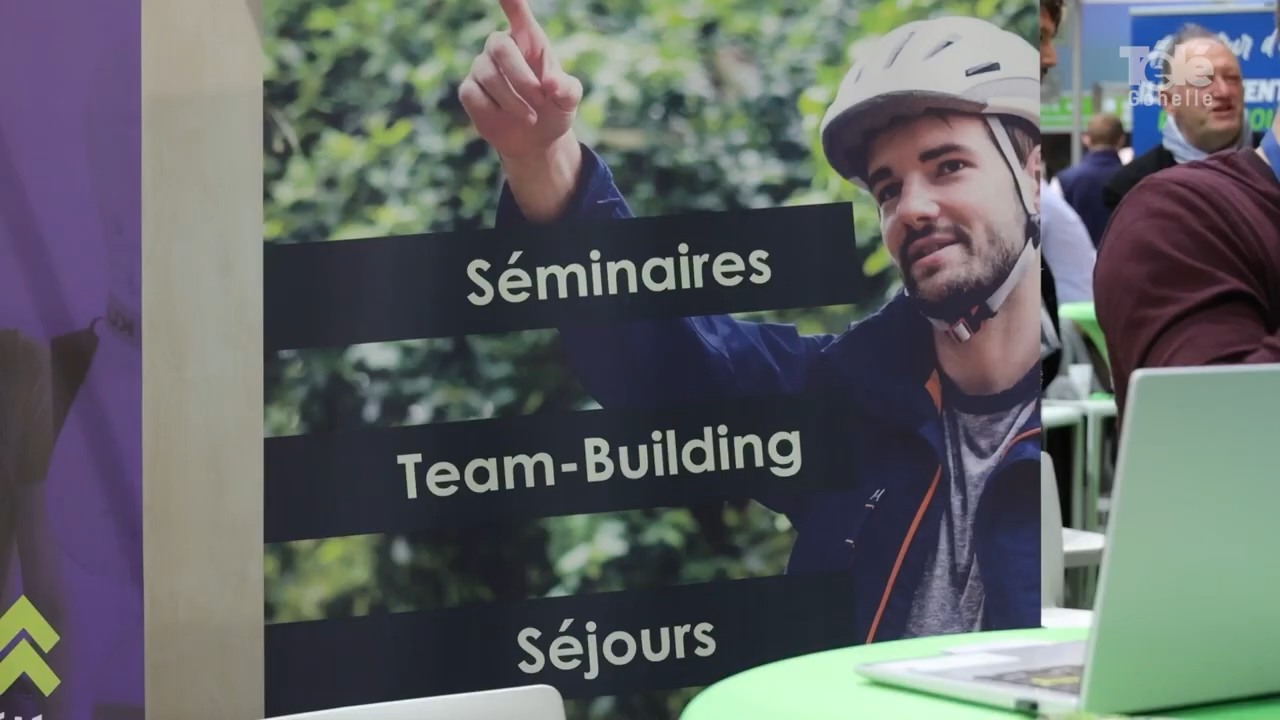 Télé
Gohelle
Séminaires
Team-Building
Séjours